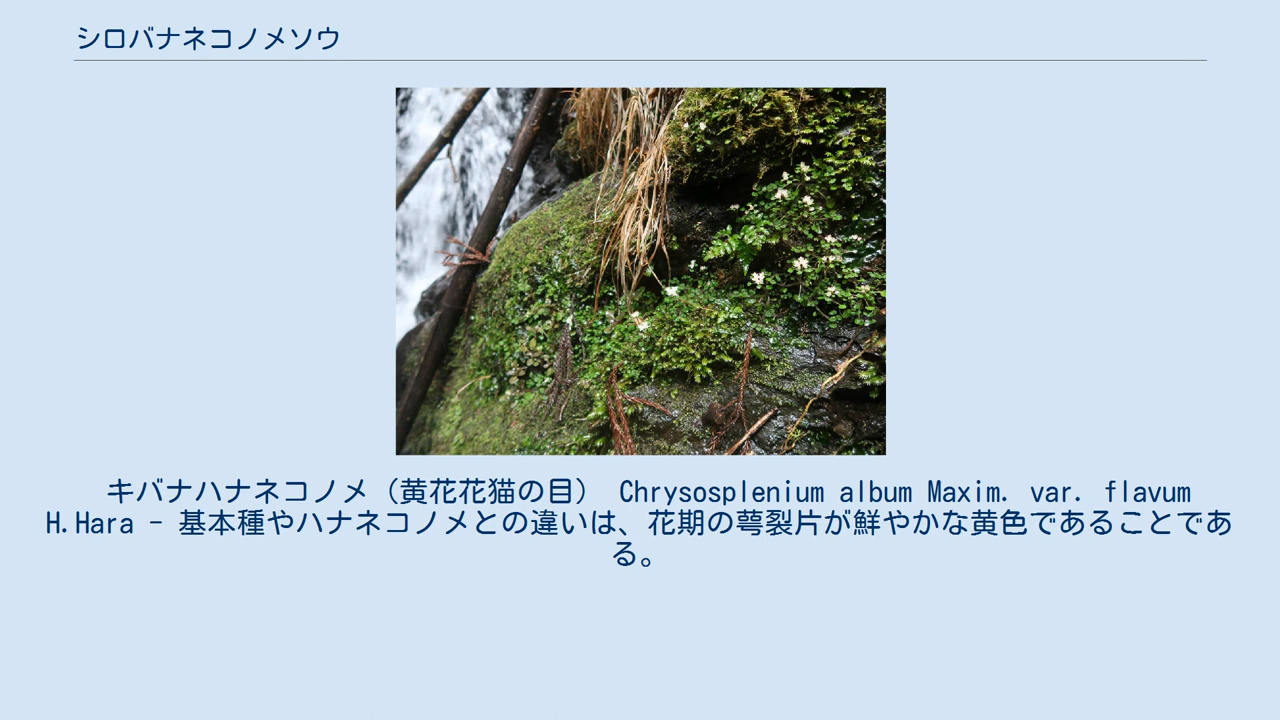 シロバナネコノメソウ
キバナハナネコノメ（黄花花猫の目） Chrysosplenium album Maxim. var. flavum
H.Hara - 基本種やハナネコノメとの違いは、花期の萼裂片が鮮やかな黄色であることであ
る。